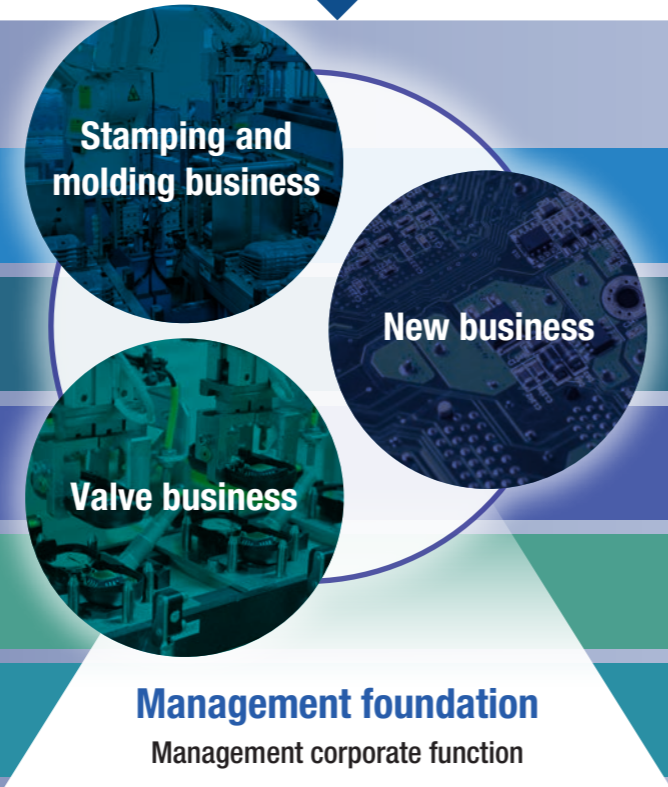 Stamping and
molding business
New business
Valve business
Management foundation
Management corporate function